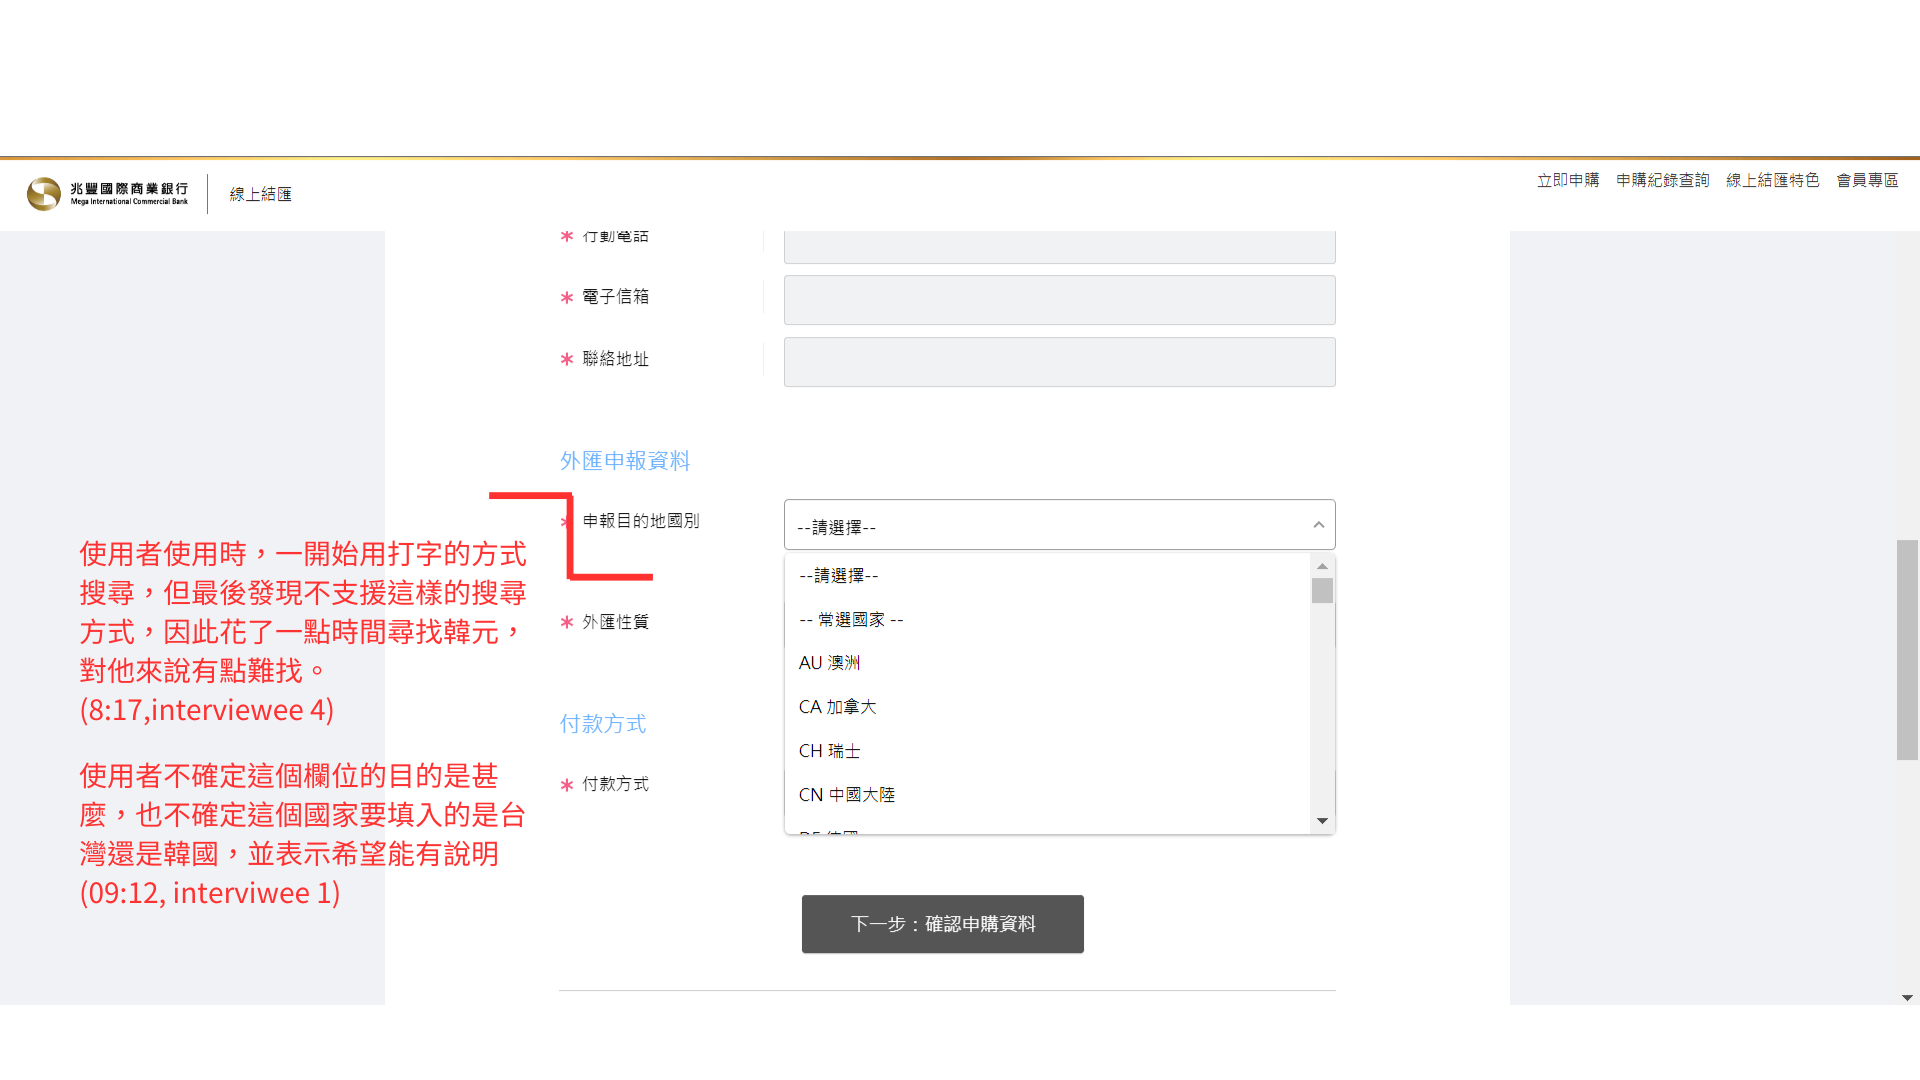 兆豐國際商業銀行
Mega International Commercial Bank
線上結匯
立即申購 申購紀錄查詢 線上結匯特色 會員專區
* 行動電話
* 電子信箱
* 聯絡地址
外匯申報資料
* 申報目的地國別
--請選擇--
--請選擇--
-- 常選國家 --
AU 澳洲
CA 加拿大
CH 瑞士
CN 中國大陸
DE 德國
* 外匯性質
付款方式
* 付款方式
下一步：確認申購資料
使用者使用時，一開始用打字的方式
搜尋，但最後發現不支援這樣的搜尋
方式，因此花了一點時間尋找韓元，
對他來說有點難找。
(8:17,interviewee 4)
使用者不確定這個欄位的目的是甚
麼，也不確定這個國家要填入的是台
灣還是韓國，並表示希望能有說明
(09:12, interviwee 1)